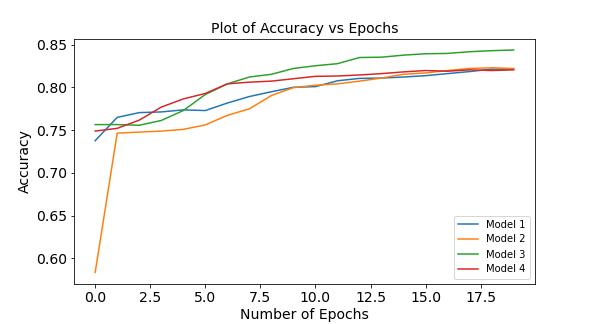 Plot of Accuracy vs Epochs
Accuracy
0.85
0.80
0.75
0.70
0.65
0.60
Model 1
Model 2
Model 3
Model 4
0.0 2.5 5.0 7.5 10.0 12.5 15.0 17.5
Number of Epochs